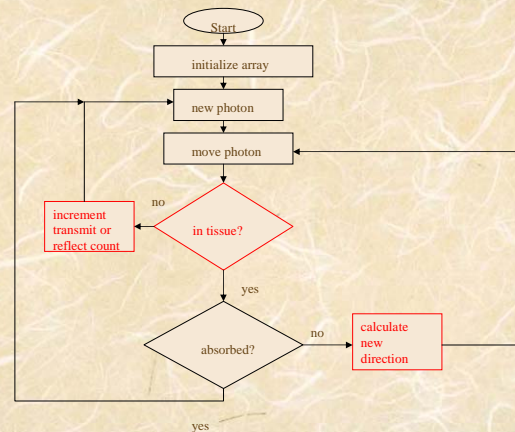 Start
initialize array
new photon
move photon
no
increment
transmit or
reflect count
in tissue?
yes
absorbed?
no
calculate
new
direction
yes